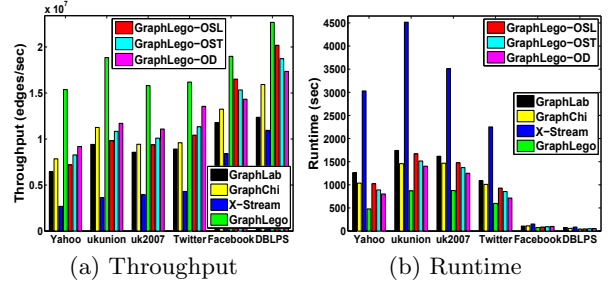 x 10^7
2
1.5
1
0.5
0
Throughput (edges/sec)
GraphLego-OSL
GraphLego-OST
GraphLego-OD
GraphLab
GraphChi
X-Stream
GraphLego
Yahoo ukunion uk2007 Twitter Facebook DBLPS
(a) Throughput
4500
4000
3500
3000
2500
2000
1500
1000
500
0
Runtime (sec)
GraphLego-OSL
GraphLego-OST
GraphLego-OD
GraphLab
GraphChi
X-Stream
GraphLego
Yahoo ukunion uk2007 Twitter Facebook DBLPS
(b) Runtime